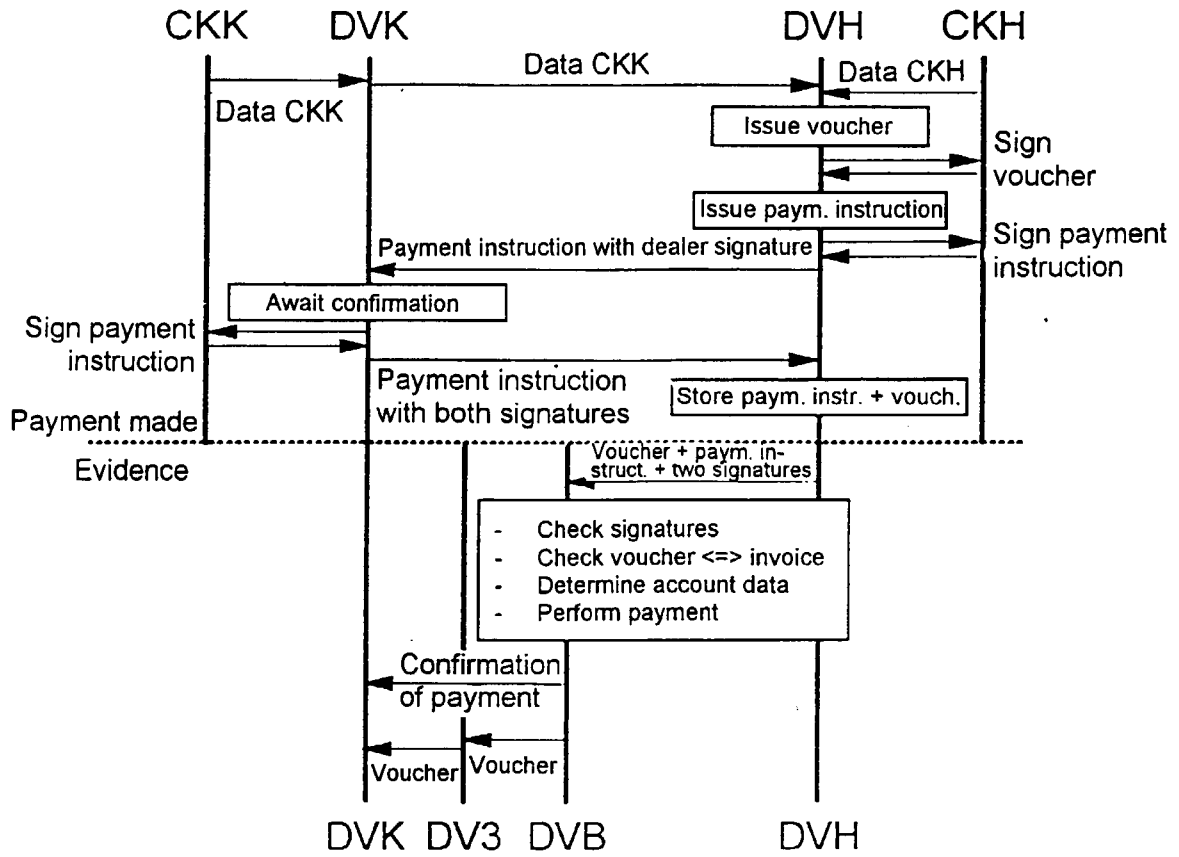 CKK DVK DVH CKH
Data CKK
Data CKH
Data CKK
Issue voucher
Sign
voucher
Issue paym. instruction
Payment instruction with dealer signature
Sign payment
instruction
Await confirmation
Sign payment
instruction
Payment instruction
with both signatures
Store paym. instr. + vouch.
Payment made
Evidence
Voucher + paym. in-
struct. + two signatures
- Check signatures
- Check voucher <=> invoice
- Determine account data
- Perform payment
Confirmation
of payment
Voucher
Voucher
DVK DV3 DVB DVH